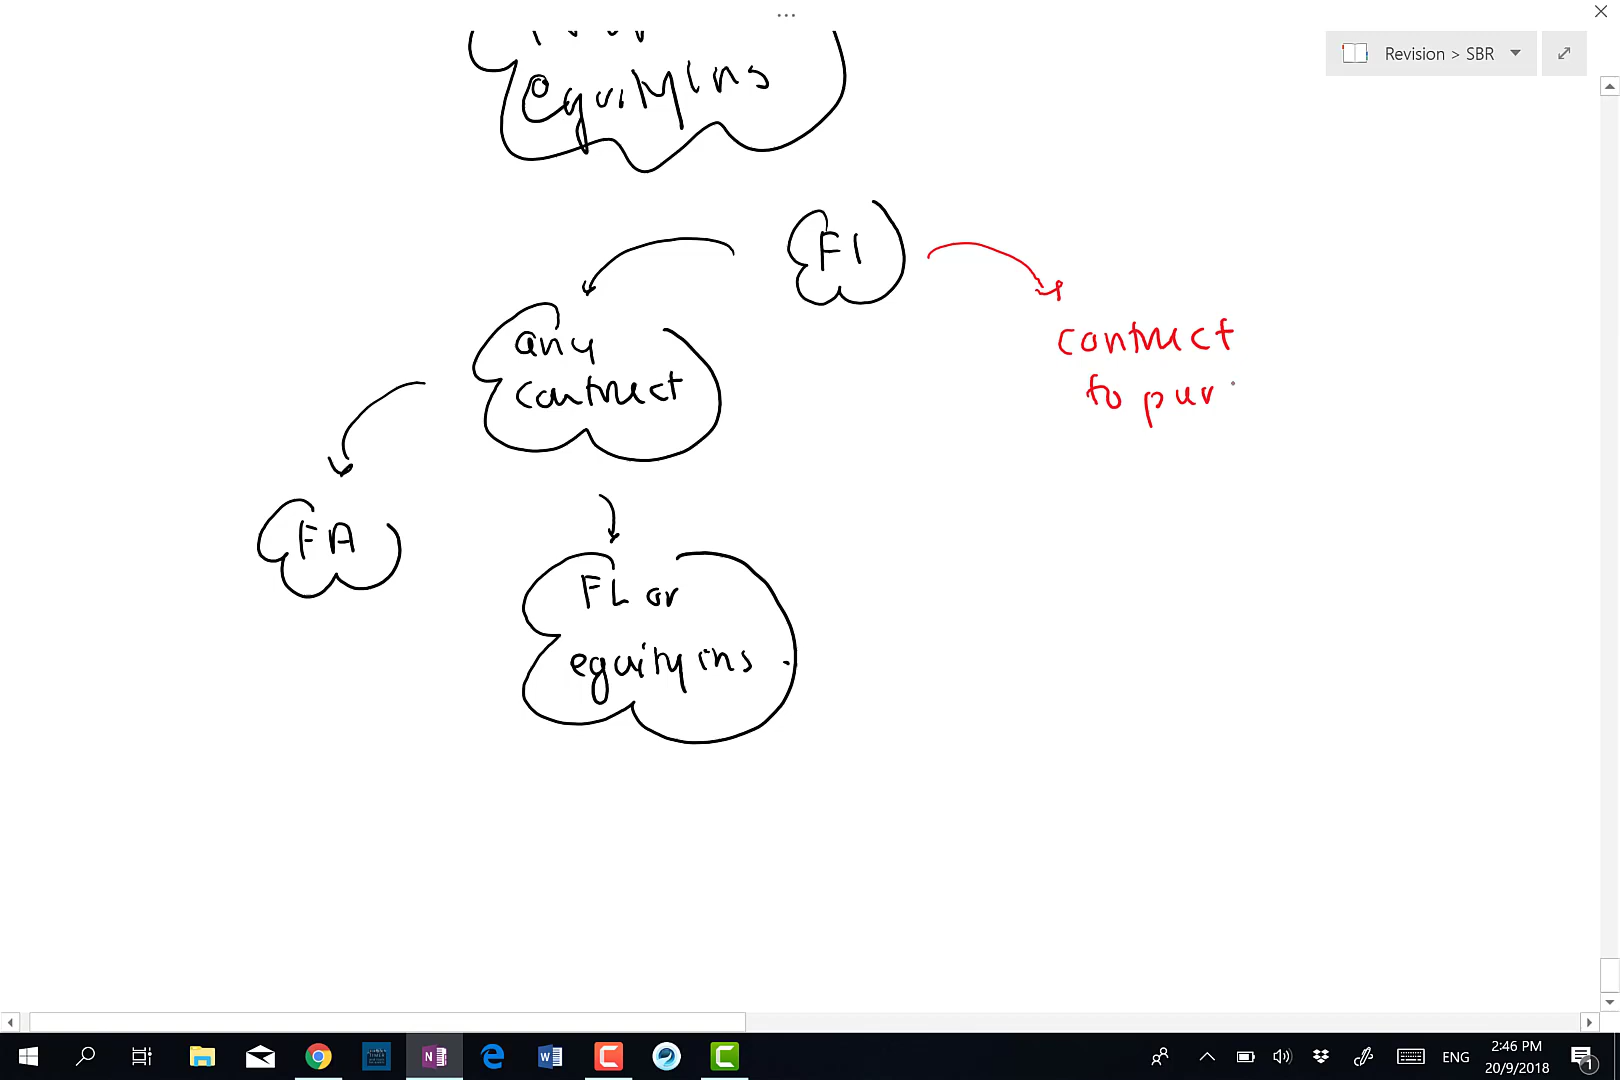 Revision > SBR
equity ins
FI
any
contract
contract
to pur
FA
FL or
equity ins
ENG
2:46 PM
20/9/2018
1